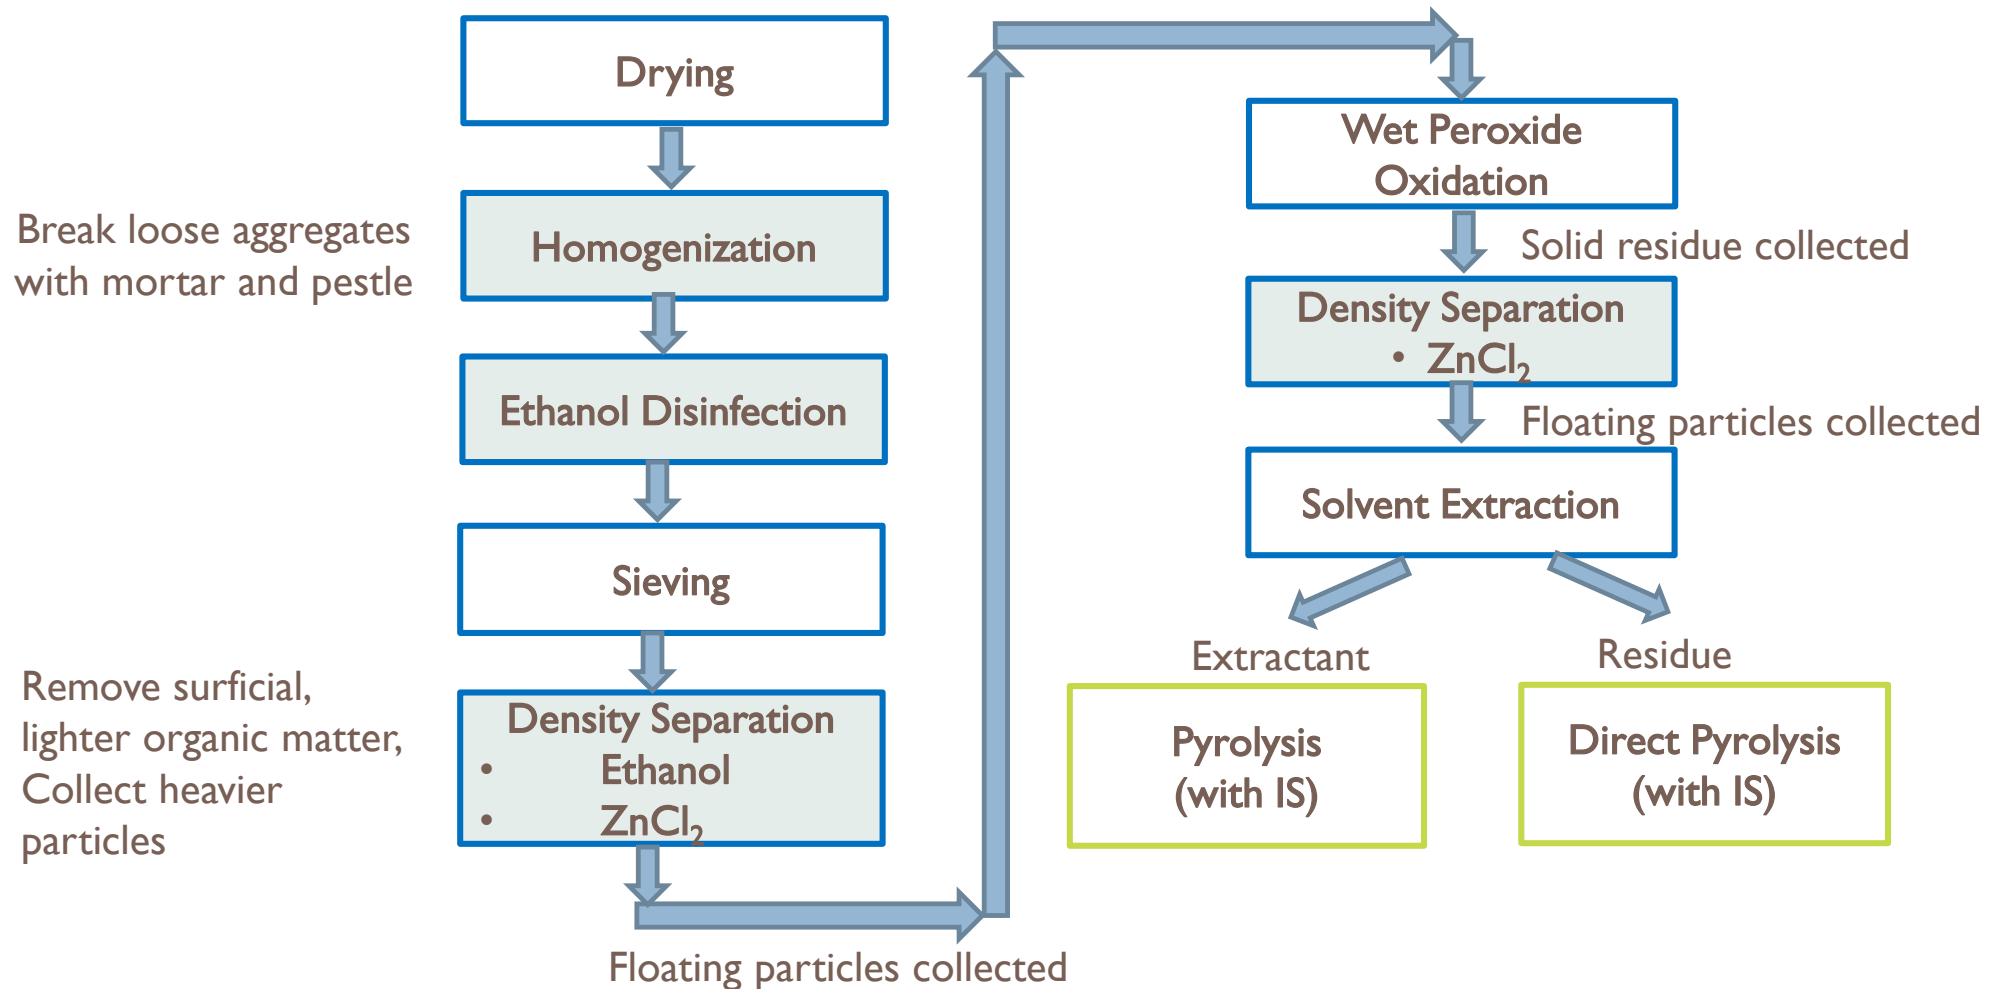 Drying
Break loose aggregates
with mortar and pestle
Homogenization
Ethanol Disinfection
Sieving
Remove surficial,
lighter organic matter,
Collect heavier
particles
Density Separation
• Ethanol
• ZnCl₂
Floating particles collected
Wet Peroxide
Oxidation
Solid residue collected
Density Separation
• ZnCl₂
Floating particles collected
Solvent Extraction
Extractant
Pyrolysis
(with IS)
Residue
Direct Pyrolysis
(with IS)